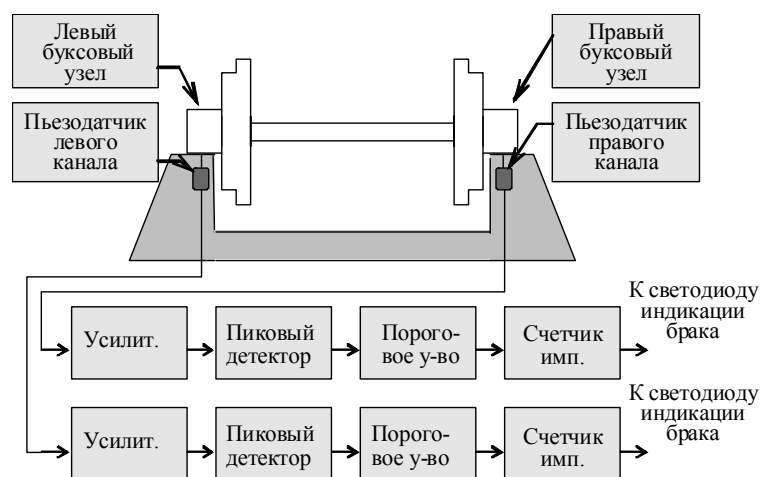 Левый
буксовый
узел
Правый
буксовый
узел
Пьезодатчик
левого
канала
Пьезодатчик
правого
канала
Усилит.
Пиковый
детектор
Порого-
вое у-во
Счетчик
имп.
К светодиоду
индикации
брака
Усилит.
Пиковый
детектор
Порого-
вое у-во
Счетчик
имп.
К светодиоду
индикации
брака